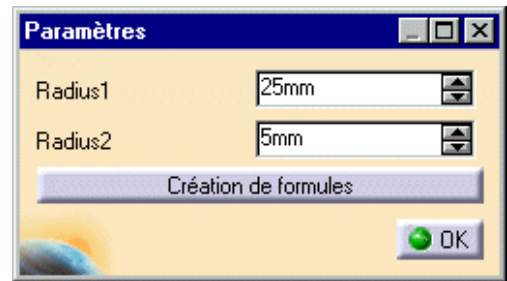 Paramètres
Radius1 25mm
Radius2 5mm
Création de formules
OK